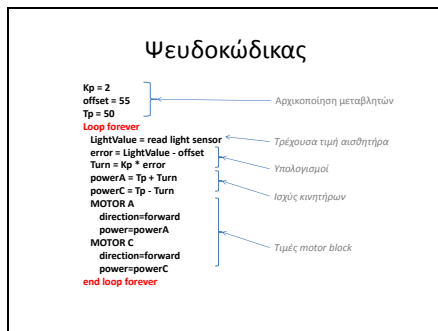 Ψευδοκώδικας
Kp = 2
offset = 55
Tp = 50
Αρχικοποίηση μεταβλητών
Loop forever
LightValue = read light sensor
Τρέχουσα τιμή αισθητήρα
error = LightValue - offset
Turn = Kp * error
Υπολογισμοί
powerA = Tp + Turn
powerC = Tp - Turn
Ισχύς κινητήρων
MOTOR A
direction=forward
power=powerA
MOTOR C
Τιμές motor block
direction=forward
power=powerC
end loop forever